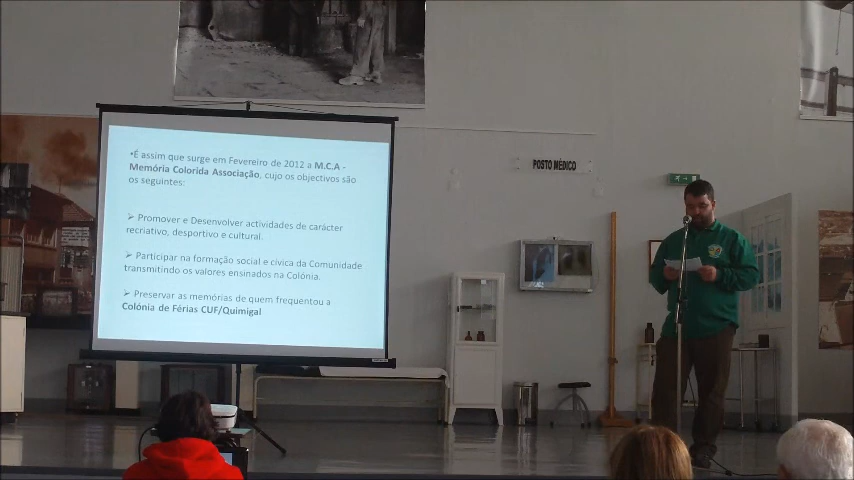 •É assim que surge em Fevereiro de 2012 a M.C.A -
Memória Colorida Associação, cujo os objectivos são
os seguintes:
➢ Promover e Desenvolver actividades de carácter
recriativo, desportivo e cultural.
➢ Participar na formação social e cívica da Comunidade
transmitindo os valores ensinados na Colónia.
➢ Preservar as memórias de quem frequentou a
Colónia de Férias CUF/Quimigal
POSTO MÉDICO